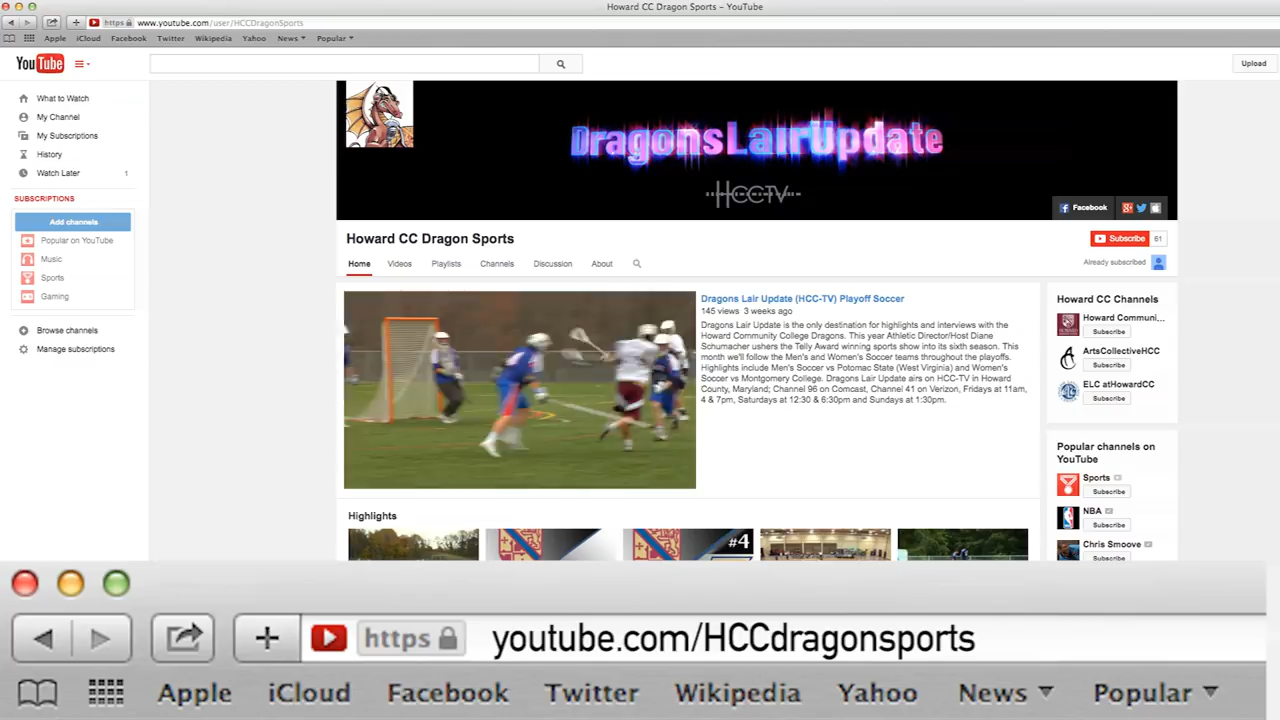 Howard CC Dragon Sports – YouTube
https www.youtube.com/user/HCCDragonSports
Apple iCloud Facebook Twitter Wikipedia Yahoo News Popular
YouTube
Upload
What to Watch
My Channel
My Subscriptions
History
Watch Later 1
SUBSCRIPTIONS
Add channels
Popular on YouTube
Music
Sports
Gaming
Browse channels
Manage subscriptions
DragonsLairUpdate
HCCTV
Facebook
Howard CC Dragon Sports
Subscribe 61
Home Videos Playlists Channels Discussion About
Already subscribed
Dragons Lair Update (HCC-TV) Playoff Soccer
145 views 3 weeks ago
Dragons Lair Update is the only destination for highlights and interviews with the
Howard Community College Dragons. This year Athletic Director/Host Diane
Schumacher ushers the Telly Award winning sports show into its sixth season. This
month we'll follow the Men's and Women's Soccer teams throughout the playoffs.
Highlights include Men's Soccer vs Potomac State (West Virginia) and Women's
Soccer vs Montgomery College. Dragons Lair Update airs on HCC-TV in Howard
County, Maryland; Channel 96 on Comcast, Channel 41 on Verizon, Fridays at 11am,
4 & 7pm, Saturdays at 12:30 & 6:30pm and Sundays at 1:30pm.
Highlights
#4
Howard CC Channels
Howard Communi...
Subscribe
ArtsCollectiveHCC
Subscribe
ELC atHowardCC
Subscribe
Popular channels on
YouTube
Sports
Subscribe
NBA
Subscribe
Chris Smoove
Subscribe
https youtube.com/HCCdragonsports
Apple iCloud Facebook Twitter Wikipedia Yahoo News Popular